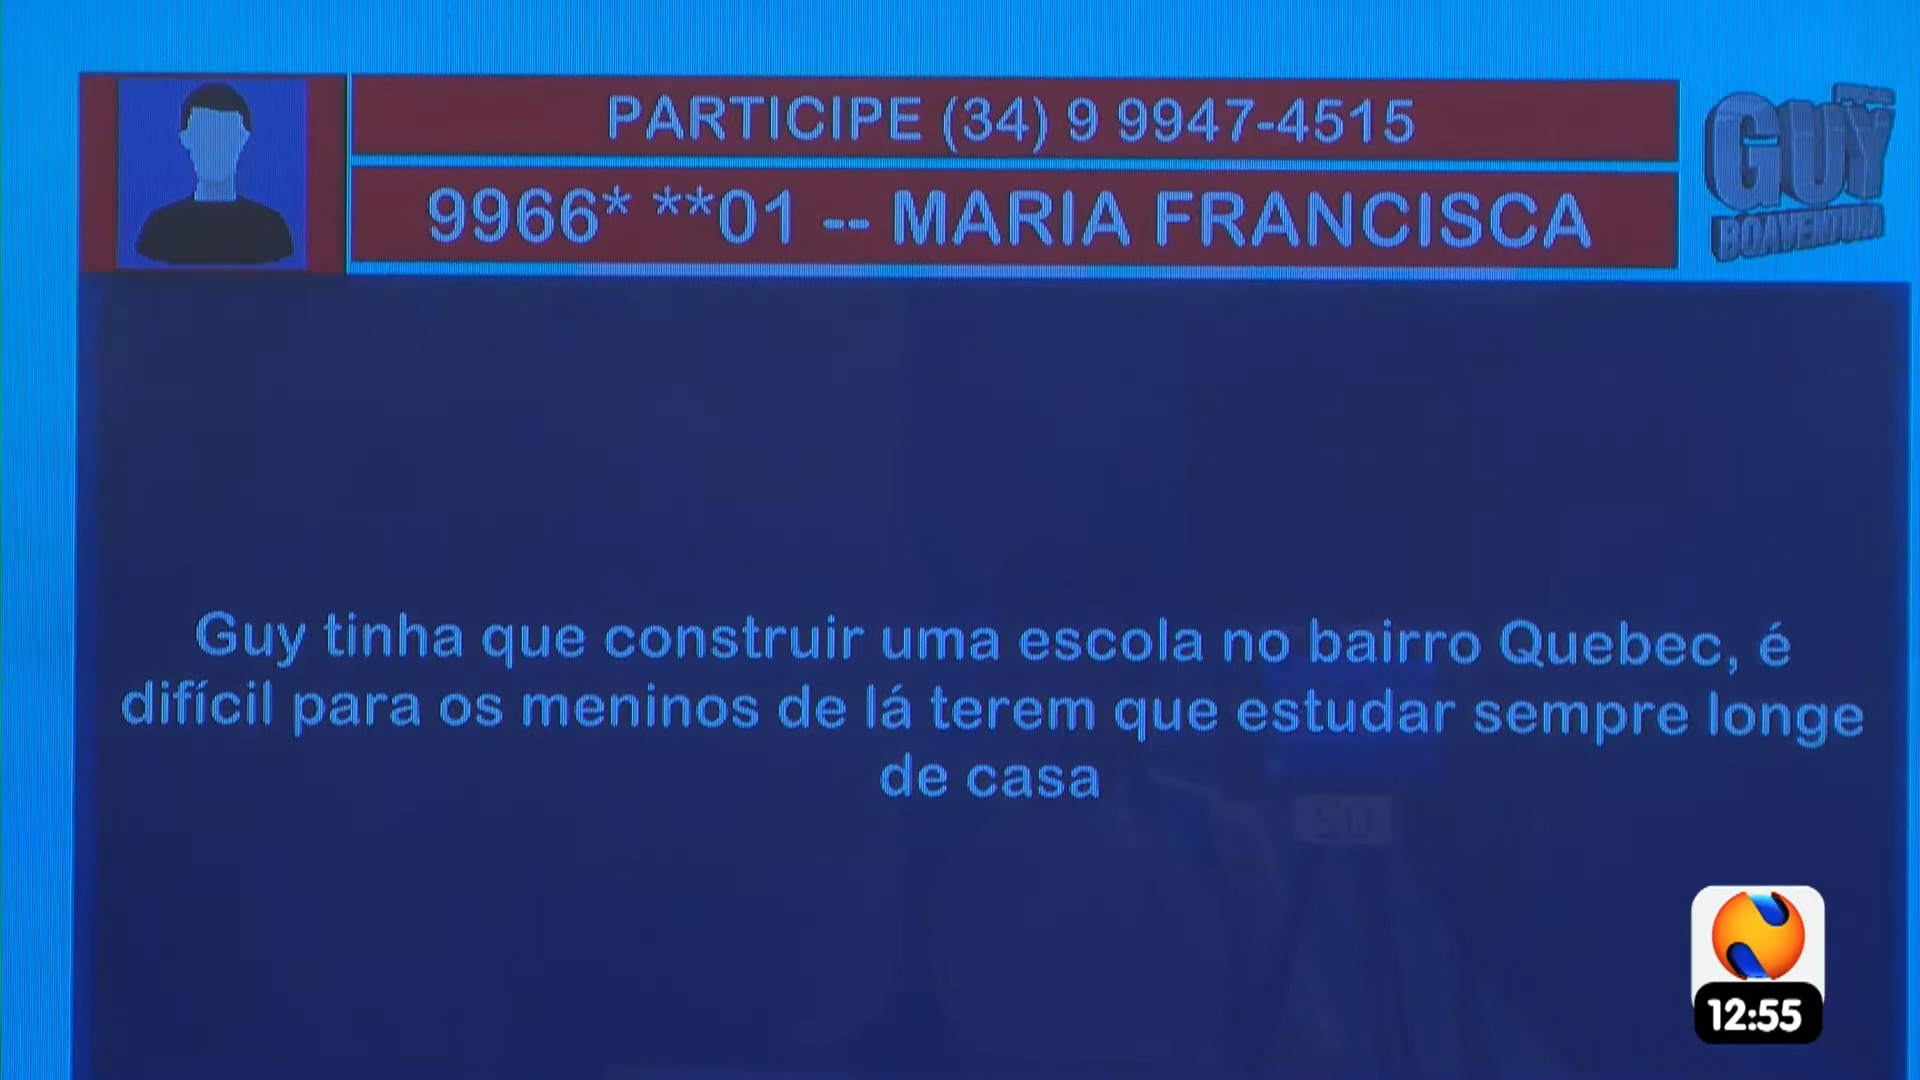 PARTICIPE (34) 9 9947-4515
9966* **01 -- MARIA FRANCISCA
GUY
BOAVENTURA
Guy tinha que construir uma escola no bairro Quebec, é
difícil para os meninos de lá terem que estudar sempre longe
de casa
02
12:55